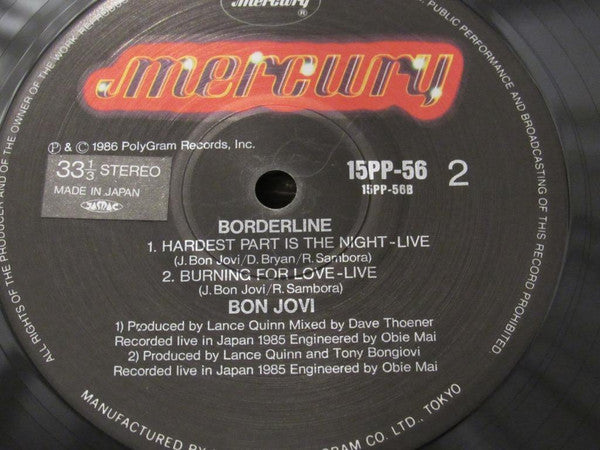 mercury
®
mercury
℗ & © 1986 PolyGram Records, Inc.
33 1/3 STEREO
MADE IN JAPAN
JASRAC
15PP-56 2
15PP-56B
BORDERLINE
1. HARDEST PART IS THE NIGHT-LIVE
(J. Bon Jovi/D. Bryan/R. Sambora)
2. BURNING FOR LOVE-LIVE
(J. Bon Jovi/R. Sambora)
BON JOVI
1) Produced by Lance Quinn Mixed by Dave Thoener
Recorded live in Japan 1985 Engineered by Obie Mai
2) Produced by Lance Quinn and Tony Bongiovi
Recorded live in Japan 1985 Engineered by Obie Mai
ALL RIGHTS OF THE PRODUCER AND OF THE OWNER OF THE WORK
PUBLIC PERFORMANCE AND BROADCASTING OF THIS RECORD PROHIBITED.
MANUFACTURED BY CO. LTD., TOKYO